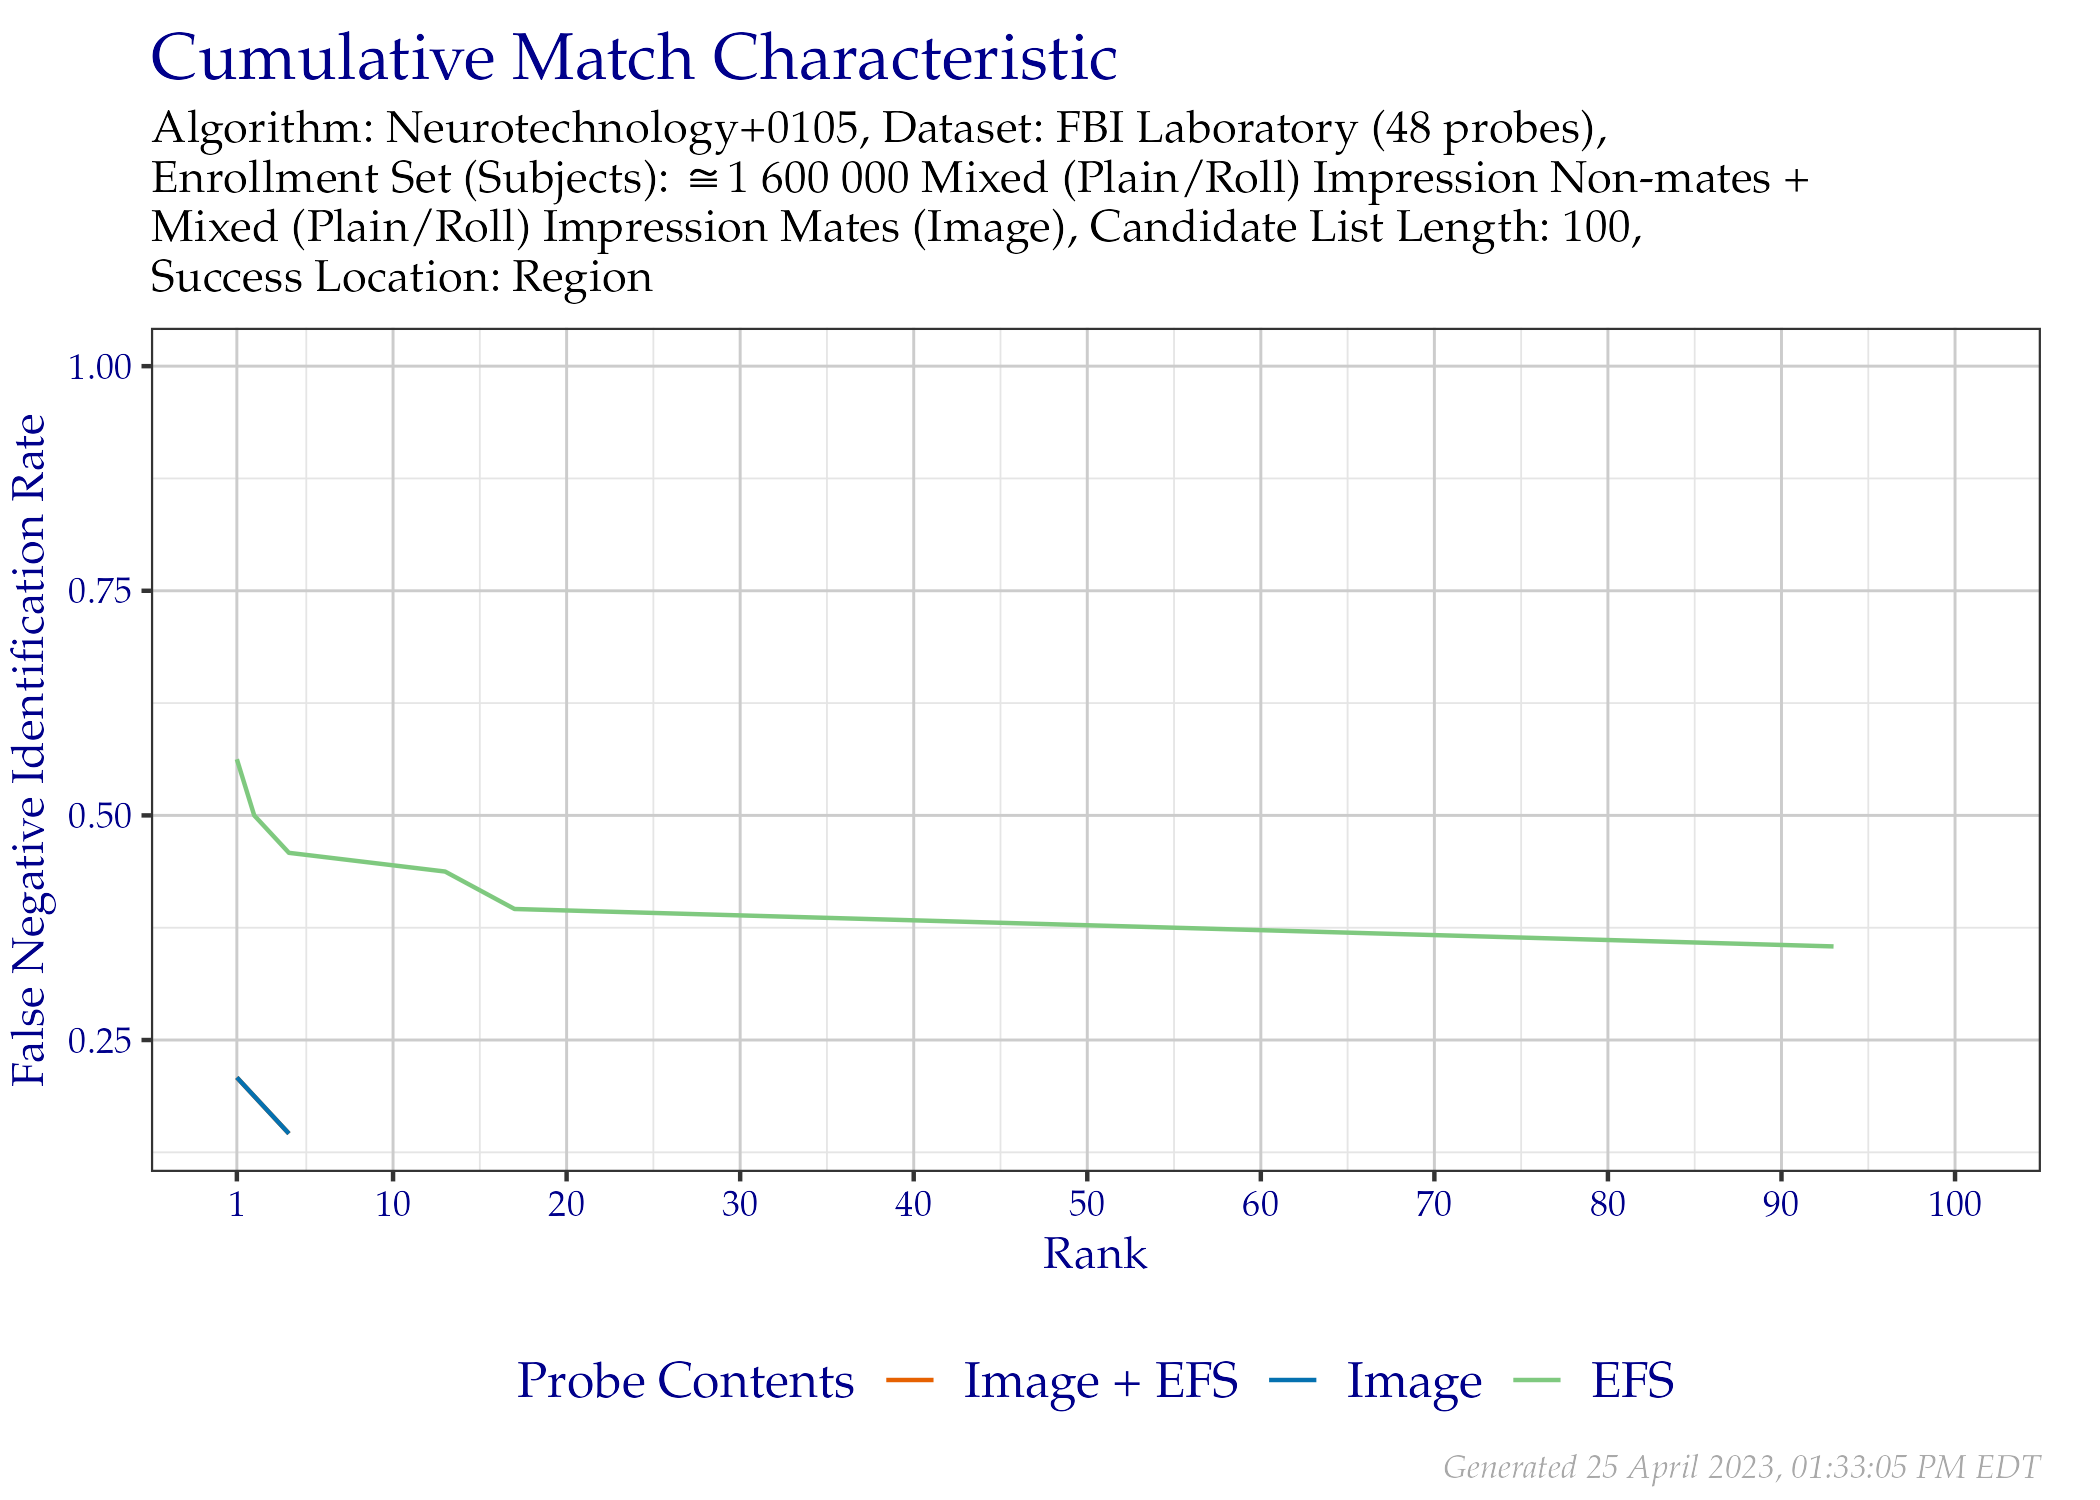 Cumulative Match Characteristic
Algorithm: Neurotechnology+0105, Dataset: FBI Laboratory (48 probes),
Enrollment Set (Subjects): ≅1 600 000 Mixed (Plain/Roll) Impression Non-mates +
Mixed (Plain/Roll) Impression Mates (Image), Candidate List Length: 100,
Success Location: Region
False Negative Identification Rate
1.00
0.75
0.50
0.25
1 10 20 30 40 50 60 70 80 90 100
Rank
Probe Contents Image + EFS Image EFS
Generated 25 April 2023, 01:33:05 PM EDT